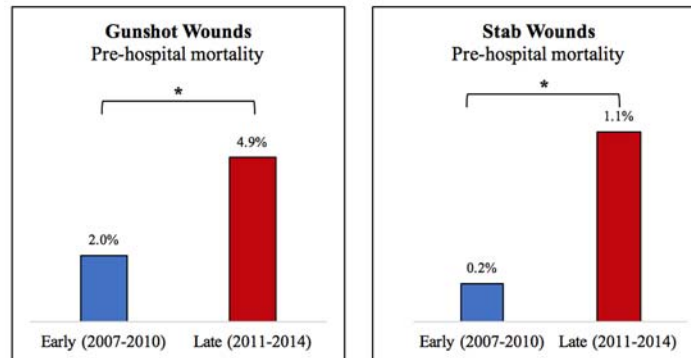 Gunshot Wounds
Pre-hospital mortality
*
4.9%
2.0%
Early (2007-2010) Late (2011-2014)
Stab Wounds
Pre-hospital mortality
*
1.1%
0.2%
Early (2007-2010) Late (2011-2014)